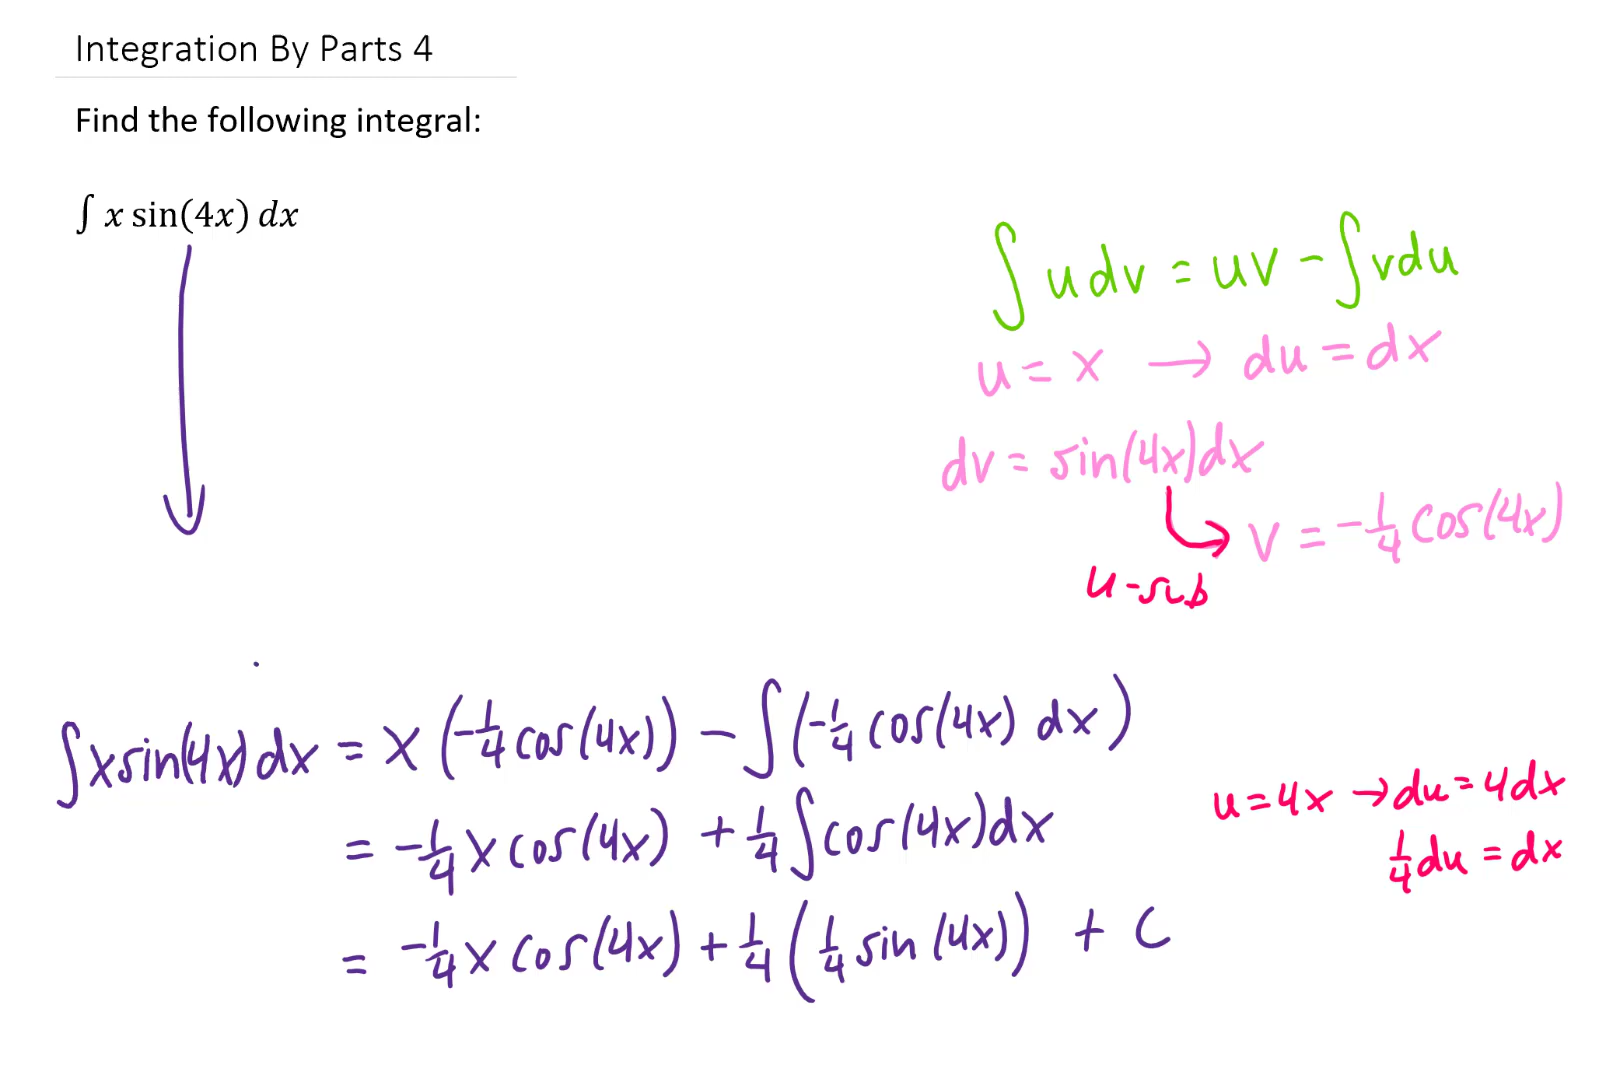 Integration By Parts 4
Find the following integral:
∫ x sin(4x) dx
∫udv = uv - ∫vdu
u = x → du = dx
dv = sin(4x)dx
v = -1/4 cos(4x)
u-sub
∫xsin(4x)dx = x (-1/4 cos(4x)) - ∫(-1/4 cos(4x) dx)
= -1/4 x cos(4x) + 1/4 ∫cos(4x)dx
u=4x → du=4dx
1/4 du = dx
= -1/4 x cos(4x) + 1/4 (1/4 sin(4x)) + C